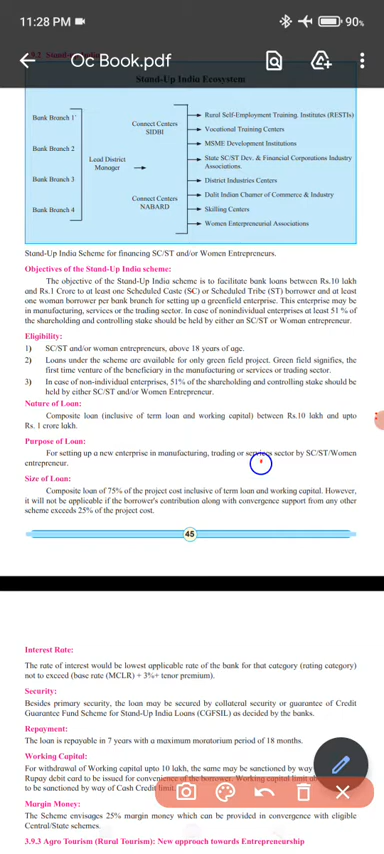 11:28 PM
90%
Oc Book.pdf
Stand-Up India Ecosystem
Bank Branch 1'
Bank Branch 2
Bank Branch 3
Bank Branch 4
Lead District
Manager
Connect Centers
SIDBI
Connect Centers
NABARD
Rural Self-Employment Training. Institutes (RESTIs)
Vocational Training Centers
MSME Development Institutions
State SC/ST Dev. & Financial Corporations Industry
Associations.
District Industries Centers
Dalit Indian Chamer of Commerce & Industry
Skilling Centers
Women Enterpreneurial Associations
Stand-Up India Scheme for financing SC/ST and/or Women Enterpreneurs.
Objectives of the Stand-Up India scheme:
The objective of the Stand-Up India scheme is to facilitate bank loans between Rs.10 lakh
and Rs.1 Crore to at least one Scheduled Caste (SC) or Scheduled Tribe (ST) borrower and at least
one woman borrower per bank branch for setting up a greenfield enterprise. This enterprise may be
in manufacturing, services or the trading sector. In case of nonindividual enterprises at least 51 % of
the shareholding and controlling stake should be held by either an SC/ST or Woman entrepreneur.
Eligibility:
1) SC/ST and/or woman entrepreneurs, above 18 years of age.
2) Loans under the scheme are available for only green field project. Green field signifies, the
first time venture of the beneficiary in the manufacturing or services or trading sector.
3) In case of non-individual enterprises, 51% of the shareholding and controlling stake should be
held by either SC/ST and/or Women Entrepreneur.
Nature of Loan:
Composite loan (inclusive of term loan and working capital) between Rs.10 lakh and upto
Rs. 1 crore lakh.
Purpose of Loan:
For setting up a new enterprise in manufacturing, trading or services sector by SC/ST/Women
entrepreneur.
Size of Loan:
Composite loan of 75% of the project cost inclusive of term loan and working capital. However,
it will not be applicable if the borrower's contribution along with convergence support from any other
scheme exceeds 25% of the project cost.
45
Interest Rate:
The rate of interest would be lowest applicable rate of the bank for that category (rating category)
not to exceed (base rate (MCLR) + 3%+ tenor premium).
Security:
Besides primary security, the loan may be secured by collateral security or guarantee of Credit
Guarantee Fund Scheme for Stand-Up India Loans (CGFSIL) as decided by the banks.
Repayment:
The loan is repayable in 7 years with a maximum moratorium period of 18 months.
Working Capital:
For withdrawal of Working capital upto 10 lakh, the same may be sanctioned by way
Rupay debit card to be issued for convenience of the borrower. Working capital limit
to be sanctioned by way of Cash Credit limit.
Margin Money:
The Scheme envisages 25% margin money which can be provided in convergence with eligible
Central/State schemes.
3.9.3 Agro Tourism (Rural Tourism): New approach towards Entrepreneurship